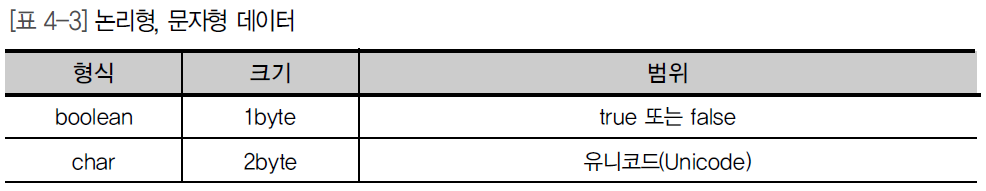 [표 4-3] 논리형, 문자형 데이터
형식 크기 범위
boolean 1byte true 또는 false
char 2byte 유니코드(Unicode)